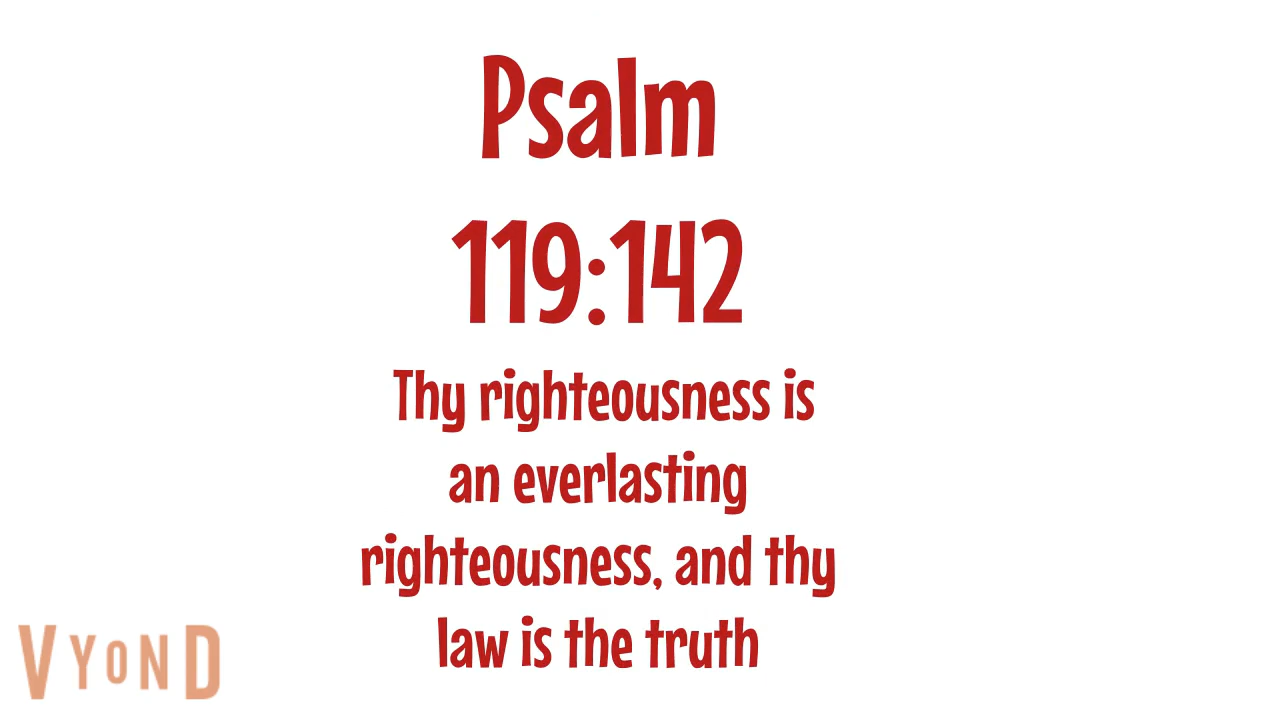 Psalm
119:142
Thy righteousness is
an everlasting
righteousness, and thy
law is the truth
VYOND